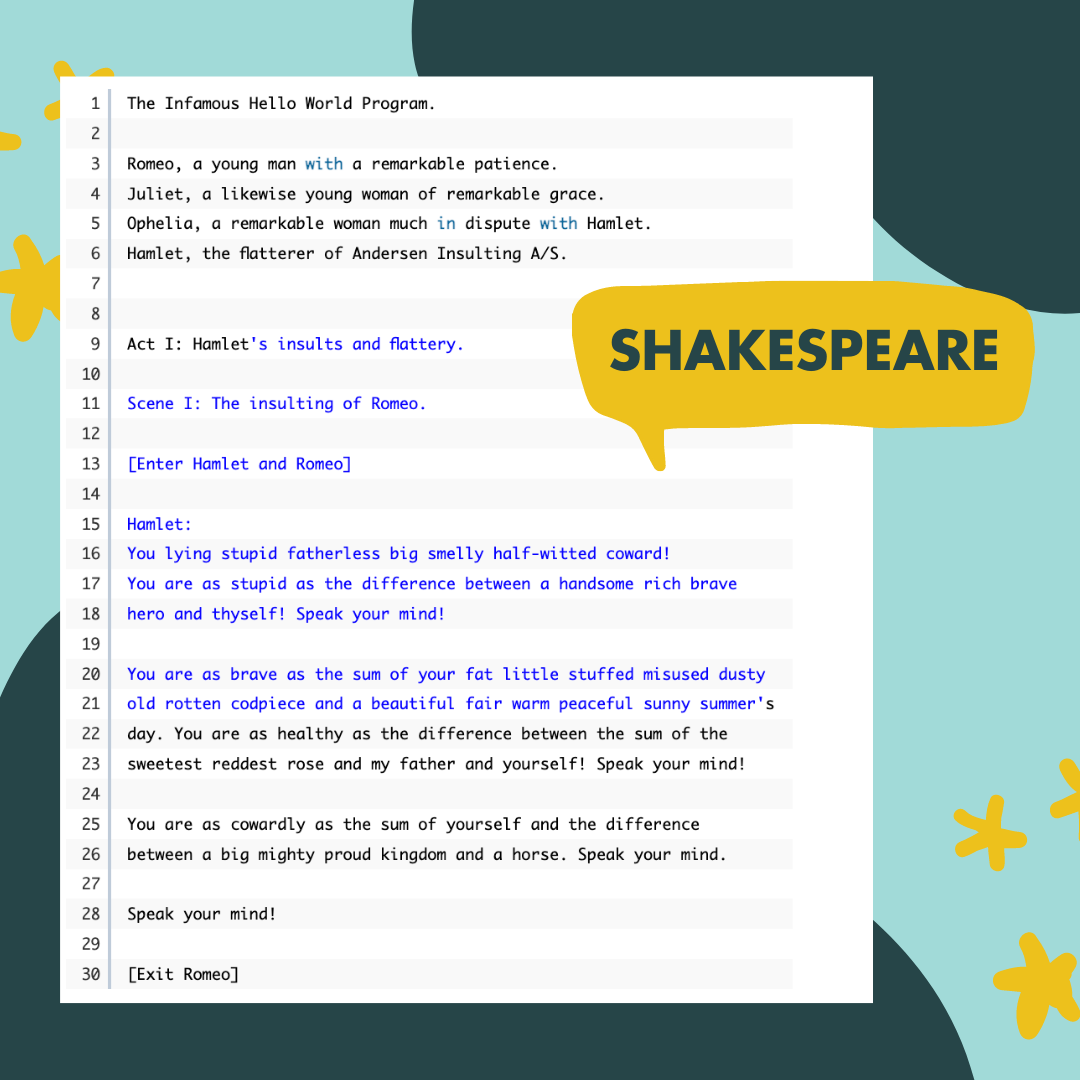 1 The Infamous Hello World Program.
2
3 Romeo, a young man with a remarkable patience.
4 Juliet, a likewise young woman of remarkable grace.
5 Ophelia, a remarkable woman much in dispute with Hamlet.
6 Hamlet, the flatterer of Andersen Insulting A/S.
7
8
SHAKESPEARE
9 Act I: Hamlet's insults and flattery.
10
11 Scene I: The insulting of Romeo.
12
13 [Enter Hamlet and Romeo]
14
15 Hamlet:
16 You lying stupid fatherless big smelly half-witted coward!
17 You are as stupid as the difference between a handsome rich brave
18 hero and thyself! Speak your mind!
19
20 You are as brave as the sum of your fat little stuffed misused dusty
21 old rotten codpiece and a beautiful fair warm peaceful sunny summer's
22 day. You are as healthy as the difference between the sum of the
23 sweetest reddest rose and my father and yourself! Speak your mind!
24
25 You are as cowardly as the sum of yourself and the difference
26 between a big mighty proud kingdom and a horse. Speak your mind.
27
28 Speak your mind!
29
30 [Exit Romeo]